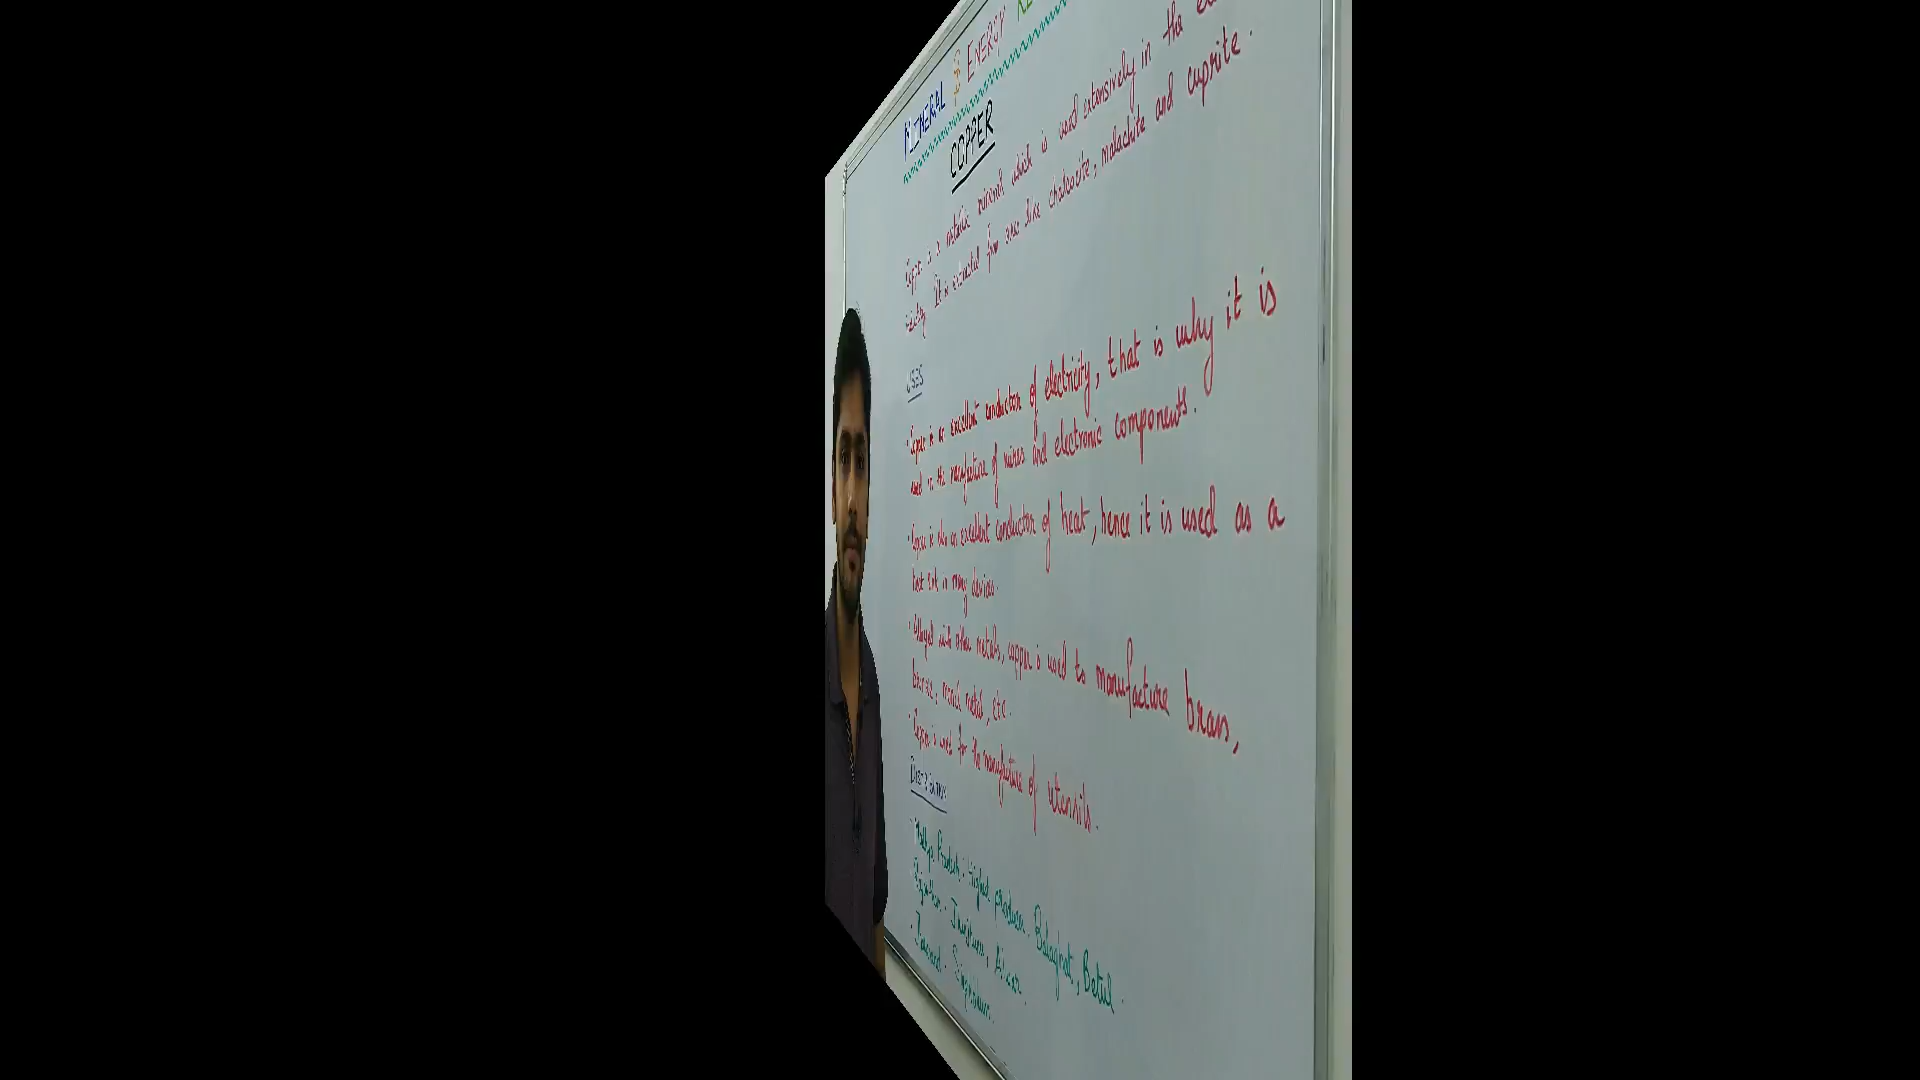 MINERAL & ENERGY
COPPER
Copper is a metallic mineral which is used extensively in the
It is extracted from ores like chalcocite, malachite and cuprite.
USES
· Copper is an excellent conductor of electricity, that is why it is
used in the manufacture of wires and electronic components.
· Copper is also an excellent conductor of heat, hence it is used as a
heat sink in many devices.
· Alloyed with other metals, copper is used to manufacture brass,
bronze, monel metal, etc.
· Copper is used for the manufacture of utensils.
DISTRIBUTION
· Madhya Pradesh - Highest producer. Balaghat, Betul.
· Rajasthan - Jhunjhunu, Alwar.
· Jharkhand - Singhbhum.